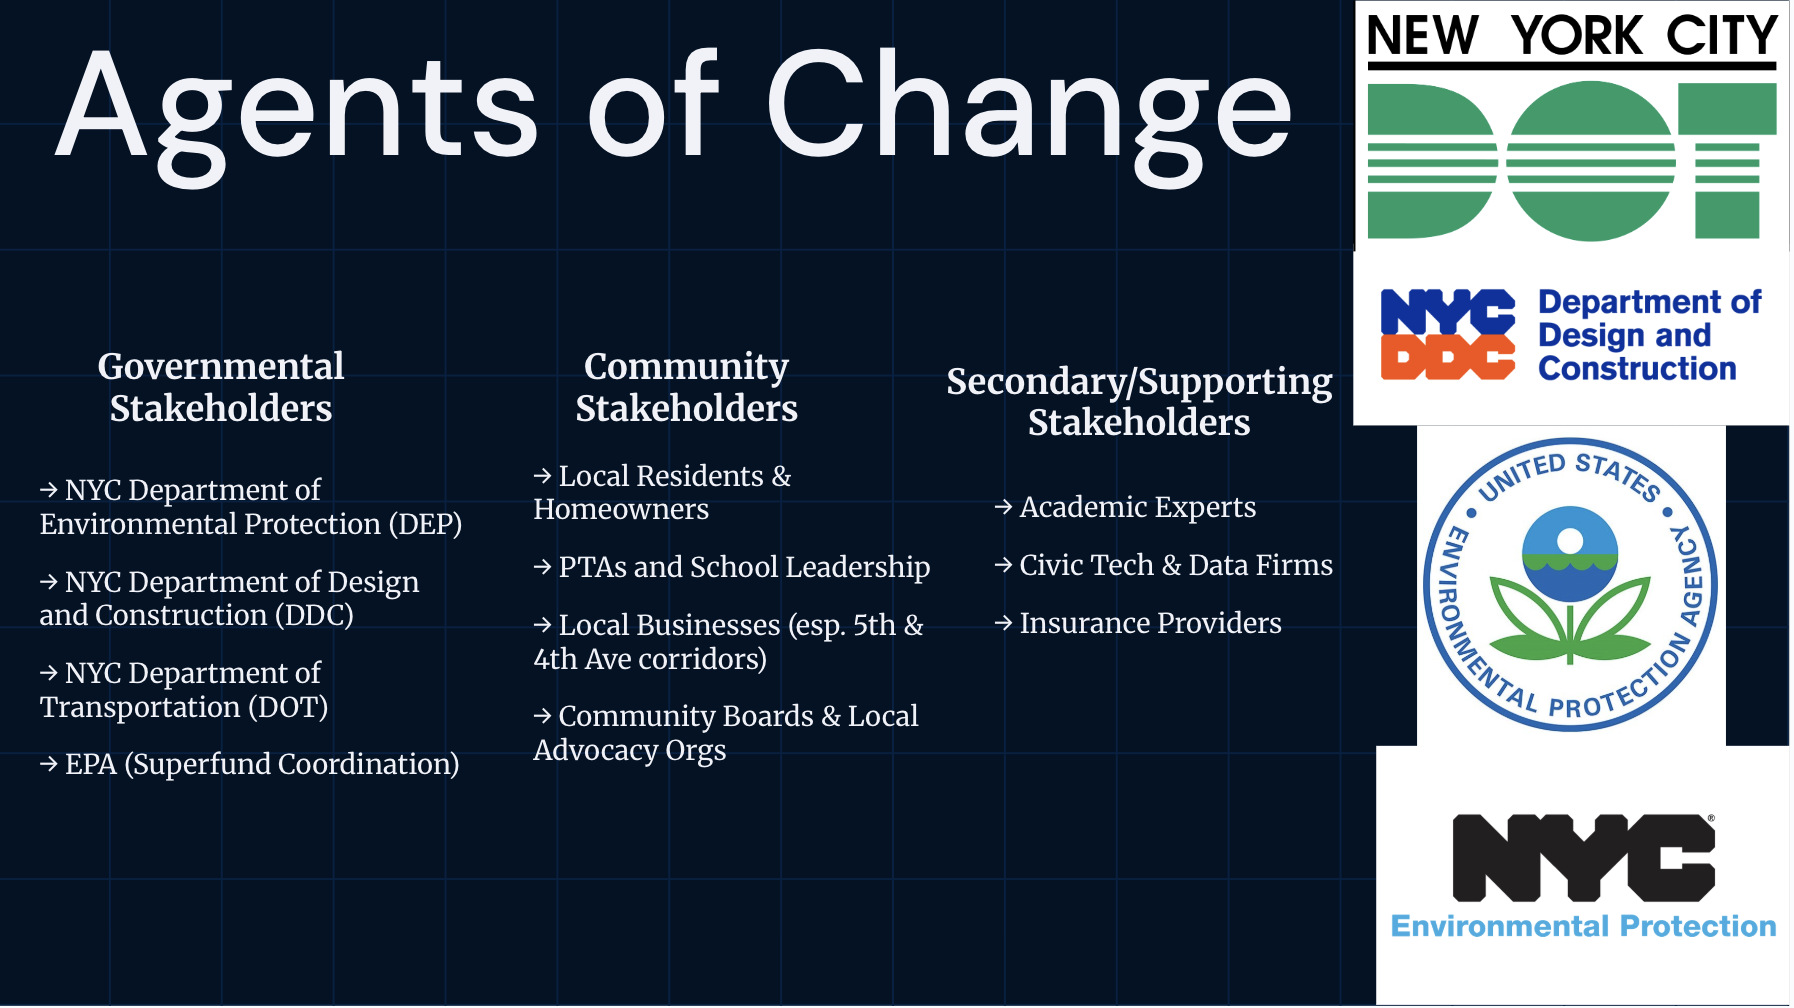 Agents of Change
Governmental
Stakeholders
→ NYC Department of
Environmental Protection (DEP)
→ NYC Department of Design
and Construction (DDC)
→ NYC Department of
Transportation (DOT)
→ EPA (Superfund Coordination)
Community
Stakeholders
→ Local Residents &
Homeowners
→ PTAs and School Leadership
→ Local Businesses (esp. 5th &
4th Ave corridors)
→ Community Boards & Local
Advocacy Orgs
Secondary/Supporting
Stakeholders
→ Academic Experts
→ Civic Tech & Data Firms
→ Insurance Providers
NEW YORK CITY
DOT
NYC
DDC
Department of
Design and
Construction
UNITED STATES
ENVIRONMENTAL PROTECTION AGENCY
NYC®
Environmental Protection